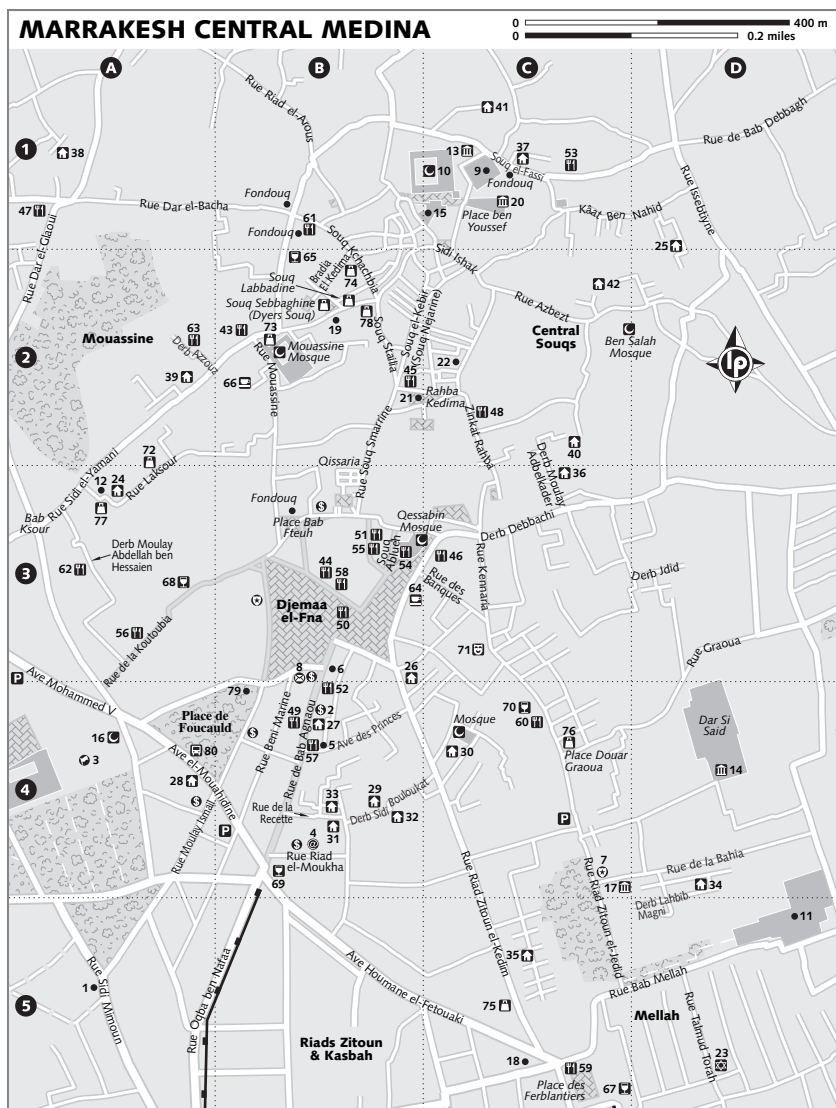 MARRAKESH CENTRAL MEDINA
0 400 m
0 0.2 miles
A B C D
Rue Riad el-Arous
41
1
38
13
10
9
37
Souq el-Fassi
53
Rue de Bab Debbagh
Fondouq
Fondouq
47
Rue Dar el-Bacha
61
Fondouq
15
20
Place ben
Youssef
Kâat Ben Nahid
Rue Issebtiyne
25
Rue Dar el-Glaoui
65
Souq Kchachbia
Bradia
El Kedima
74
Sidi Ishak
42
Souq
Labbadine
Souq Sebbaghine
(Dyers Souq)
19
78
Souq Stailia
Souq el-Kebir
(Souq Nejarine)
Rue Azbezt
Central
Souqs
Ben Salah
Mosque
lp
2
Mouassine
63
43
73
Derb Azzouz
Mouassine
Mosque
22
39
66
Rue Mouassine
45
21
Rahba
Kedima
48
Zinkat Rahba
40
Derb Moulay
Adbelkader
36
72
Rue Sidi el-Yamani
12
24
Rue Laksour
77
Qissaria
Rue Souq Smarrine
Bab
Ksour
Fondouq
Place Bab
Fteuh
Qessabin
Mosque
Derb Debbachi
Derb Moulay
Abdellah ben
Hessaien
51
55
Souq
Ableuh
54
46
3
62
68
44
58
64
Rue des
Banques
Rue Kennaria
Derb Jdid
Djemaa
el-Fna
50
56
Rue de la Koutoubia
71
Rue Graoua
P
Ave Mohammed V
79
8
6
52
26
Place de
Foucauld
49
2
27
Rue Beni Marine
Rue de Bab Agnaou
5
57
Ave des Princes
70
60
Mosque
30
76
Place Douar
Graoua
Dar Si
Said
14
16
3
80
Ave el-Mouahidine
4
28
33
29
Rue de la
Recette
31
Derb Sidi Bouloukat
32
P
P
Rue Moulay Ismail
4
Rue Riad
el-Moukha
69
7
Rue de la Bahia
17
Derb Lahbib
Magni
34
11
Rue Riad Zitoun el-Kedim
Rue Riad Zitoun el-Jedid
35
Rue Oqba ben Nafaa
Ave Houmane el-Fetouaki
Rue Bab Mellah
Rue Sidi Mimoun
1
5
75
Mellah
Rue Talmud Torah
23
Riads Zitoun
& Kasbah
18
59
Place des
Ferblantiers
67